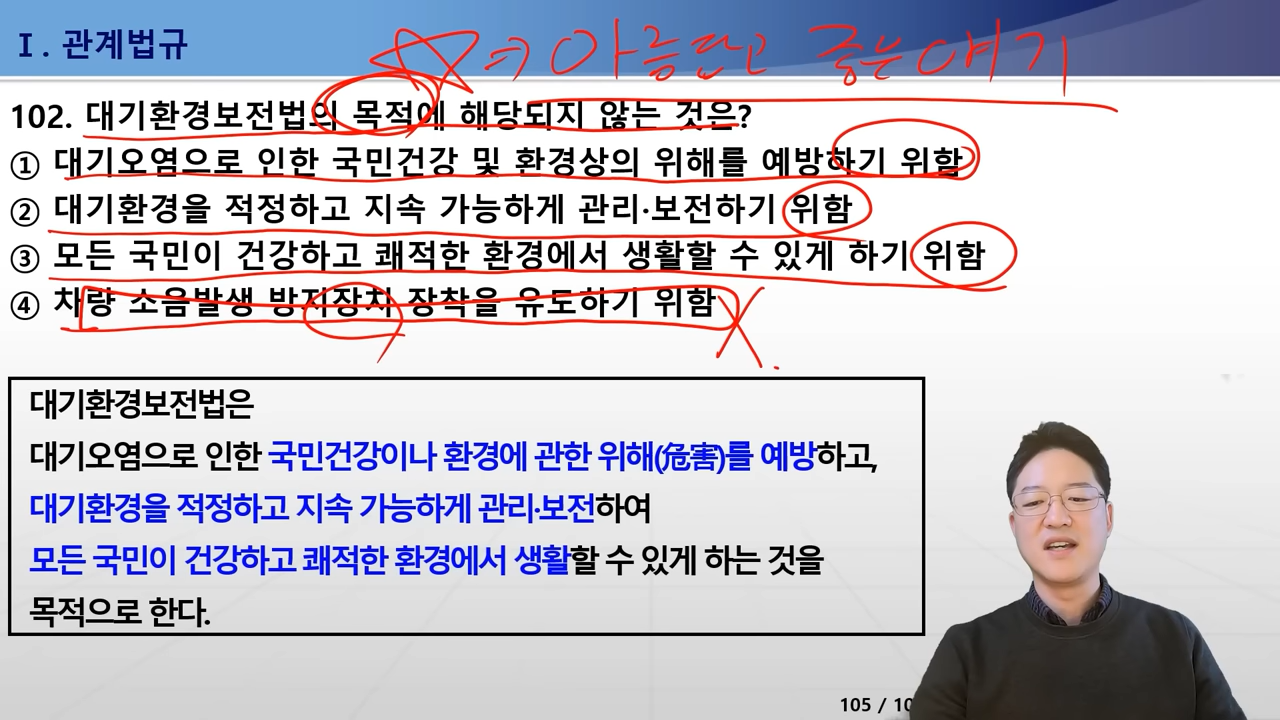 Ⅰ. 관계법규
☆ ⇒ 아름답고 좋은 얘기
102. 대기환경보전법의 목적에 해당되지 않는 것은?
① 대기오염으로 인한 국민건강 및 환경상의 위해를 예방하기 위함
② 대기환경을 적정하고 지속 가능하게 관리·보전하기 위함
③ 모든 국민이 건강하고 쾌적한 환경에서 생활할 수 있게 하기 위함
④ 차량 소음발생 방지장치 장착을 유도하기 위함
대기환경보전법은
대기오염으로 인한 국민건강이나 환경에 관한 위해(危害)를 예방하고,
대기환경을 적정하고 지속 가능하게 관리·보전하여
모든 국민이 건강하고 쾌적한 환경에서 생활할 수 있게 하는 것을
목적으로 한다.
105 /